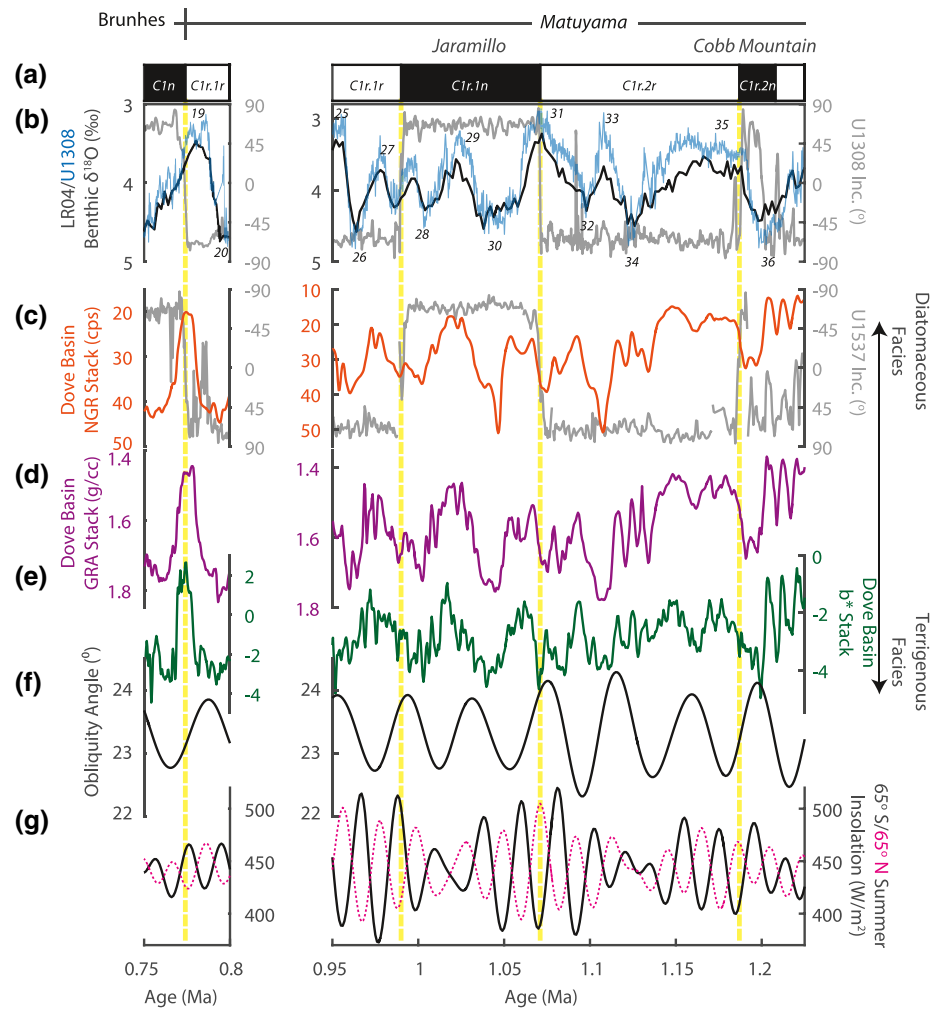 Brunhes
Matuyama
Jaramillo
Cobb Mountain
(a)
C1n
C1r.1r
C1r.1r
C1r.1n
C1r.2r
C1r.2n
(b)
LR04/U1308
Benthic δ18O (‰)
3
4
5
19
20
90
45
0
-45
-90
3
4
5
25
26
27
28
29
30
31
32
33
34
35
36
90
45
0
-45
-90
U1308 Inc. (º)
(c)
Dove Basin
NGR Stack (cps)
20
30
40
50
-90
-45
0
45
90
10
20
30
40
50
-90
-45
0
45
90
U1537 Inc. (º)
Diatomaceous
Facies
(d)
Dove Basin
GRA Stack (g/cc)
1.4
1.6
1.8
1.4
1.6
1.8
(e)
2
0
-2
-4
0
-2
-4
Dove Basin
b* Stack
Terrigenous
Facies
(f)
Obliquity Angle (º)
24
23
22
24
23
22
(g)
500
450
400
500
450
400
65º S/65º N Summer
Insolation (W/m2)
0.75
0.8
Age (Ma)
0.95
1
1.05
1.1
1.15
1.2
Age (Ma)